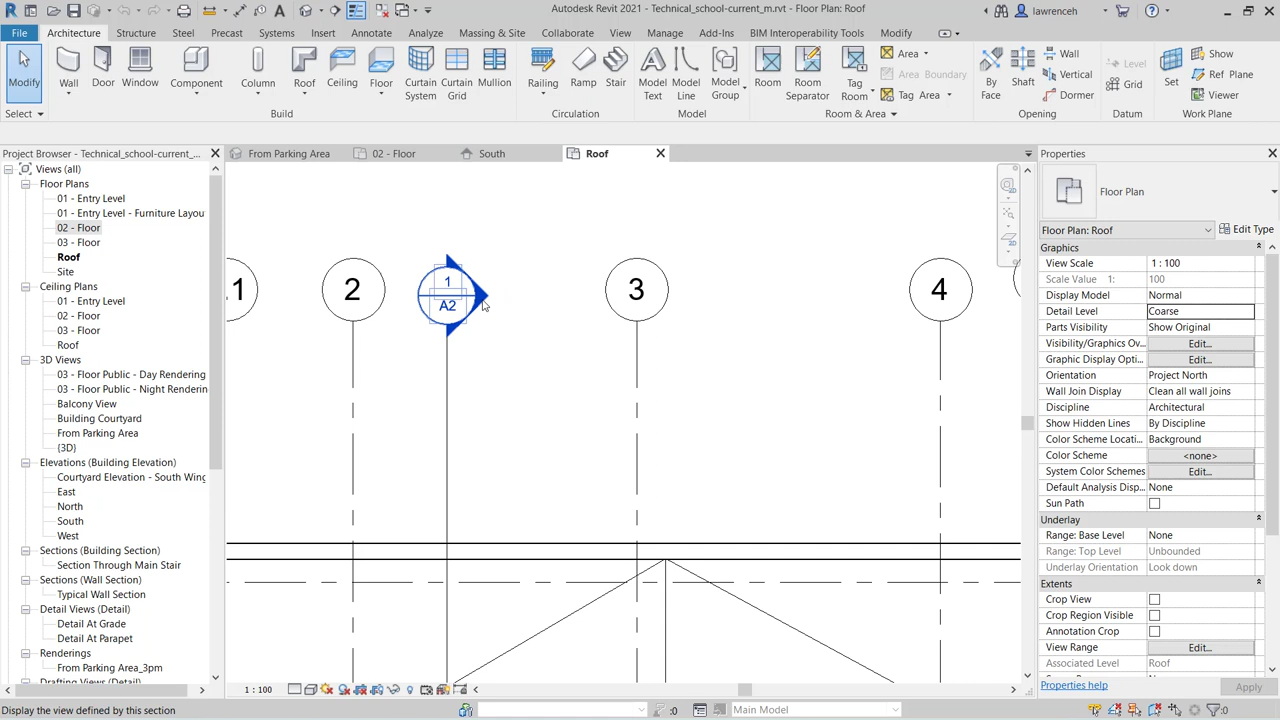 Autodesk Revit 2021 - Technical_school-current_m.rvt - Floor Plan: Roof
lawrenceh
File
Architecture
Structure
Steel
Precast
Systems
Insert
Annotate
Analyze
Massing & Site
Collaborate
View
Manage
Add-Ins
BIM Interoperability Tools
Modify
Modify
Wall
Door
Window
Component
Column
Roof
Ceiling
Floor
Curtain
System
Curtain
Grid
Mullion
Railing
Ramp
Stair
Model
Text
Model
Line
Model
Group
Room
Room
Separator
Tag
Room
Area
Area Boundary
Tag Area
By
Face
Shaft
Wall
Vertical
Dormer
Level
Grid
Set
Show
Ref Plane
Viewer
Select
Build
Circulation
Model
Room & Area
Opening
Datum
Work Plane
Project Browser - Technical_school-current_...
From Parking Area
02 - Floor
South
Roof
Properties
Views (all)
Floor Plans
01 - Entry Level
01 - Entry Level - Furniture Layou
02 - Floor
03 - Floor
Roof
Site
Ceiling Plans
01 - Entry Level
02 - Floor
03 - Floor
Roof
3D Views
03 - Floor Public - Day Rendering
03 - Floor Public - Night Renderin
Balcony View
Building Courtyard
From Parking Area
{3D}
Elevations (Building Elevation)
Courtyard Elevation - South Wing
East
North
South
West
Sections (Building Section)
Section Through Main Stair
Sections (Wall Section)
Typical Wall Section
Detail Views (Detail)
Detail At Grade
Detail At Parapet
Renderings
From Parking Area_3pm
Drafting Views (Detail)
.1
2
1
A2
3
4
2D
2D
Floor Plan
Floor Plan: Roof
Edit Type
Graphics
View Scale 1 : 100
Scale Value 1: 100
Display Model Normal
Detail Level Coarse
Parts Visibility Show Original
Visibility/Graphics Ov... Edit...
Graphic Display Opti... Edit...
Orientation Project North
Wall Join Display Clean all wall joins
Discipline Architectural
Show Hidden Lines By Discipline
Color Scheme Locati... Background
Color Scheme <none>
System Color Schemes Edit...
Default Analysis Disp... None
Sun Path
Underlay
Range: Base Level None
Range: Top Level Unbounded
Underlay Orientation Look down
Extents
Crop View
Crop Region Visible
Annotation Crop
View Range Edit...
Associated Level Roof
Properties help
Apply
1 : 100
Display the view defined by this section
:0
Main Model
:0